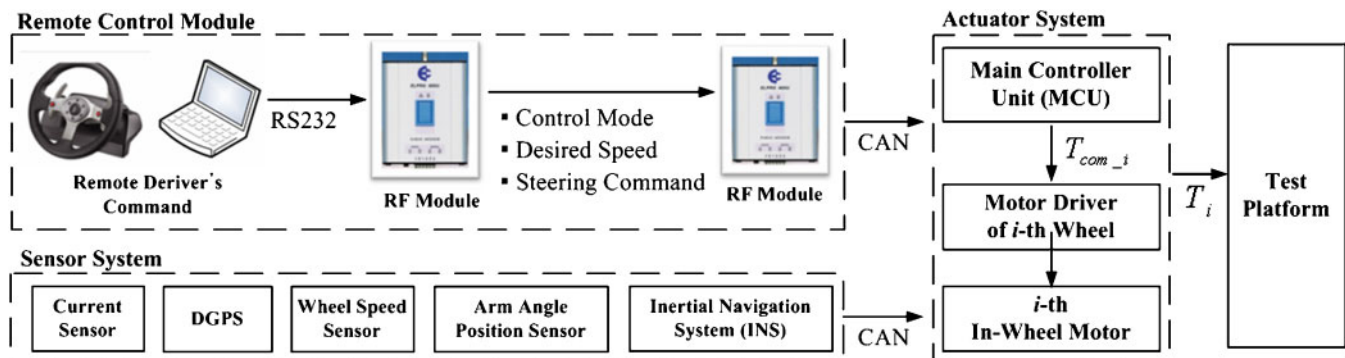 Remote Control Module
Remote Deriver's
Command
RS232
RF Module
▪ Control Mode
▪ Desired Speed
▪ Steering Command
RF Module
CAN
Sensor System
Current
Sensor
DGPS
Wheel Speed
Sensor
Arm Angle
Position Sensor
Inertial Navigation
System (INS)
CAN
Actuator System
Main Controller
Unit (MCU)
T_{com_i}
Motor Driver
of i-th Wheel
i-th
In-Wheel Motor
T_i
Test
Platform